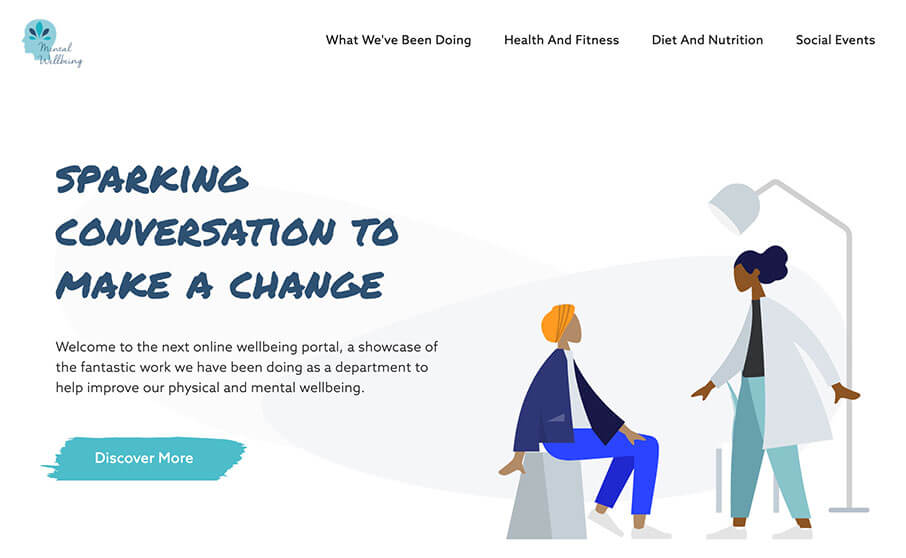 Mental
Wellbeing
What We've Been Doing Health And Fitness Diet And Nutrition Social Events
SPARKING
CONVERSATION TO
MAKE A CHANGE
Welcome to the next online wellbeing portal, a showcase of
the fantastic work we have been doing as a department to
help improve our physical and mental wellbeing.
Discover More